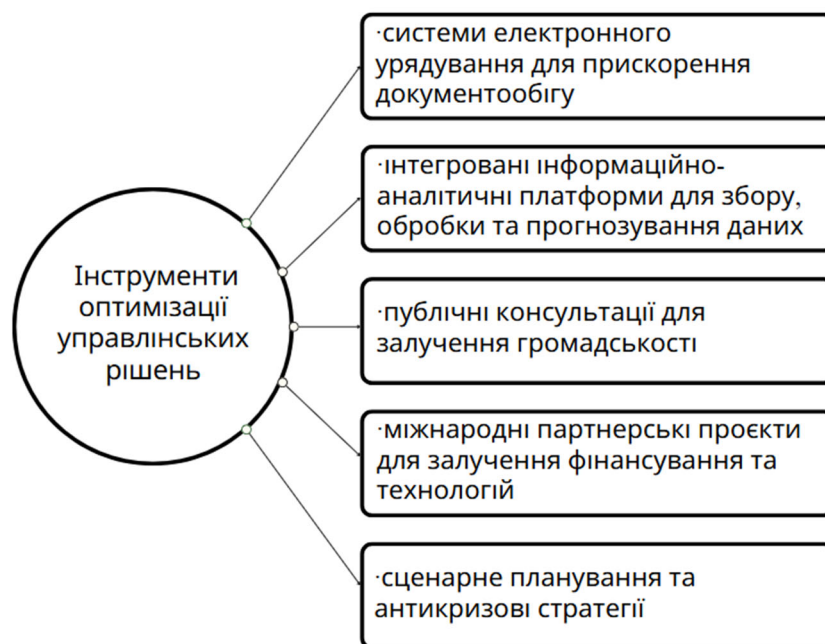 Інструменти
оптимізації
управлінських
рішень
·системи електронного
урядування для прискорення
документообігу
·інтегровані інформаційно-
аналітичні платформи для збору,
обробки та прогнозування даних
·публічні консультації для
залучення громадськості
·міжнародні партнерські проєкти
для залучення фінансування та
технологій
·сценарне планування та
антикризові стратегії